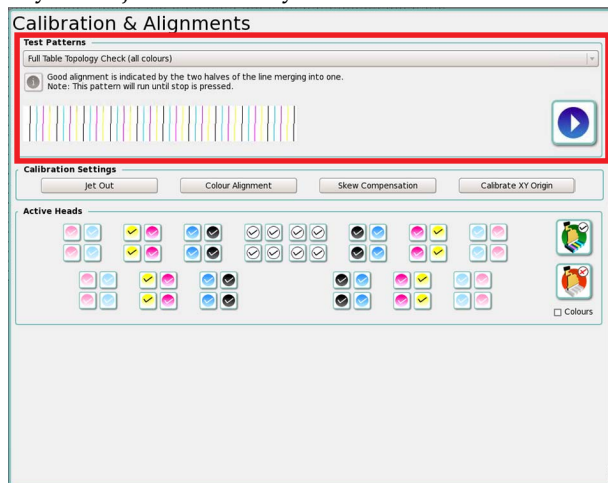 Calibration & Alignments
Test Patterns
Full Table Topology Check (all colours)
Good alignment is indicated by the two halves of the line merging into one.
Note: This pattern will run until stop is pressed.
Calibration Settings
Jet Out Colour Alignment Skew Compensation Calibrate XY Origin
Active Heads
Colours